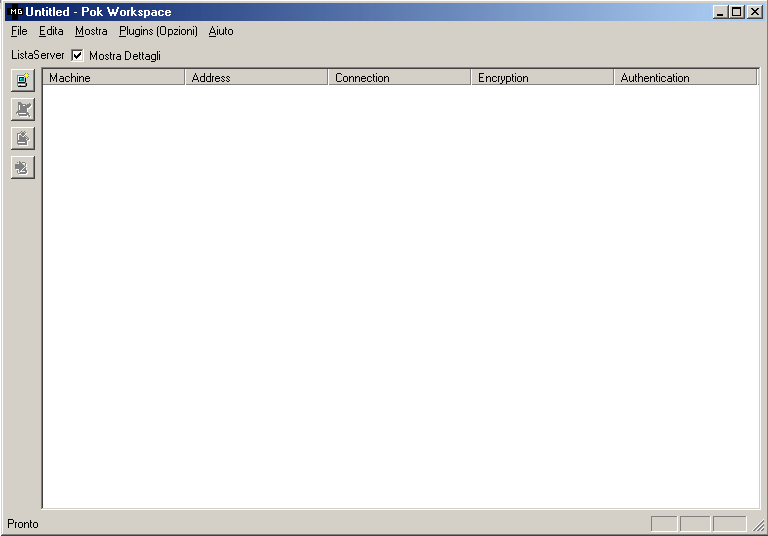 MG Untitled - Pok Workspace
File Edita Mostra Plugins (Opzioni) Aiuto
ListaServer Mostra Dettagli
Machine Address Connection Encryption Authentication
Pronto